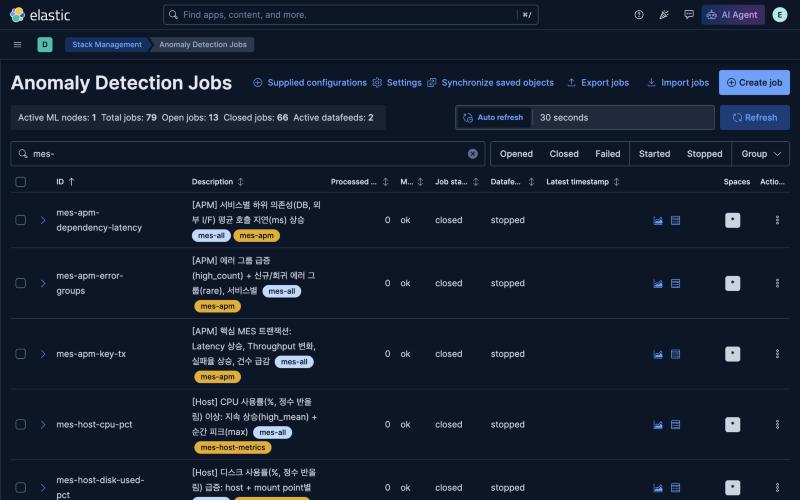 elastic
Find apps, content, and more.
⌘/
AI Agent
E
D
Stack Management
Anomaly Detection Jobs
Anomaly Detection Jobs
Supplied configurations
Settings
Synchronize saved objects
Export jobs
Import jobs
Create job
Active ML nodes: 1 Total jobs: 79 Open jobs: 13 Closed jobs: 66 Active datafeeds: 2
Auto refresh
30 seconds
Refresh
mes-
Opened
Closed
Failed
Started
Stopped
Group
ID
Description
Processed ...
M...
Job sta...
Datafe...
Latest timestamp
Spaces
Actio...
mes-apm-
dependency-latency
[APM] 서비스별 하위 의존성(DB, 외
부 I/F) 평균 호출 지연(ms) 상승
mes-all mes-apm
0 ok closed stopped *
mes-apm-error-
groups
[APM] 에러 그룹 급증
(high_count) + 신규/희귀 에러 그
룹(rare), 서비스별 mes-all
mes-apm
0 ok closed stopped *
mes-apm-key-tx
[APM] 핵심 MES 트랜잭션:
Latency 상승, Throughput 변화,
실패율 상승, 건수 급감 mes-all
mes-apm
0 ok closed stopped *
mes-host-cpu-pct
[Host] CPU 사용률(%, 정수 반올
림) 이상: 지속 상승(high_mean) +
순간 피크(max) mes-all
mes-host-metrics
0 ok closed stopped *
mes-host-disk-used-
pct
[Host] 디스크 사용률(%, 정수 반올
림) 급증: host + mount point별
0 ok closed stopped *